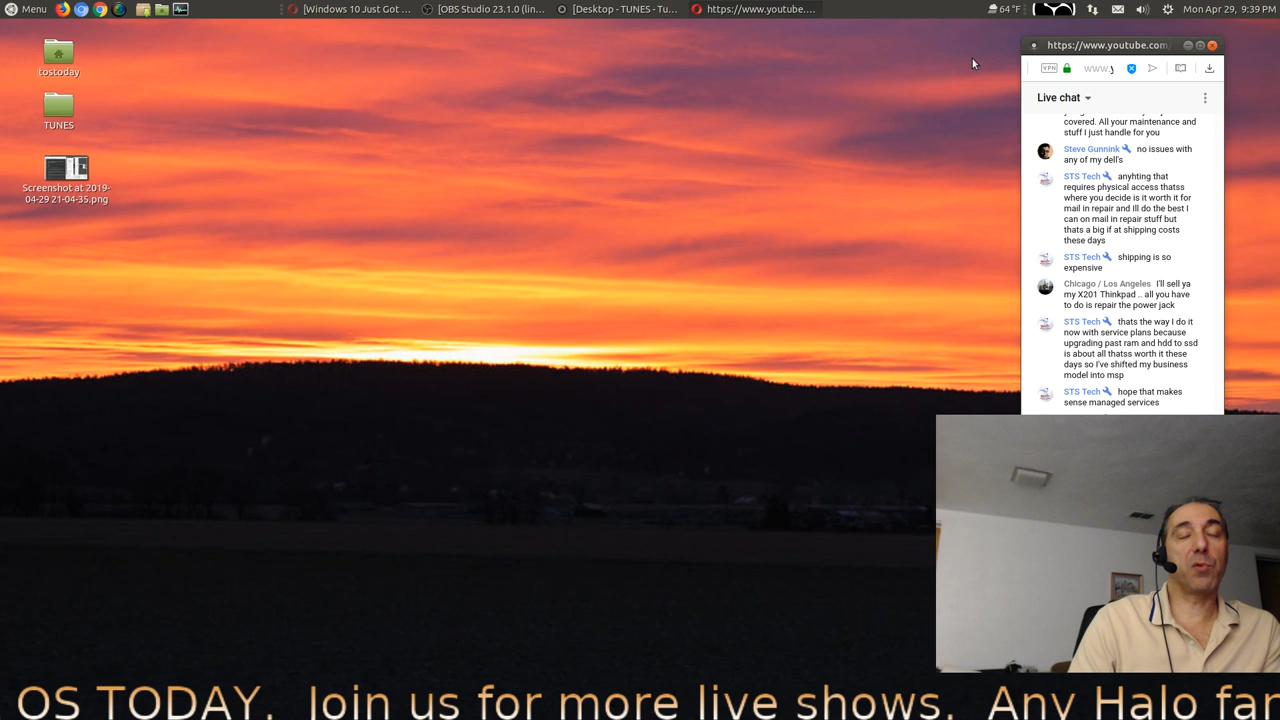 Menu
[Windows 10 Just Got ...
[OBS Studio 23.1.0 (lin...
[Desktop - TUNES - Tu...
https://www.youtube....
64 °F
Mon Apr 29, 9:39 PM
tostoday
TUNES
Screenshot at 2019-
04-29 21-04-35.png
https://www.youtube.com/
VPN
www.y
Live chat
covered. All your maintenance and
stuff I just handle for you
Steve Gunnink no issues with
any of my dell's
STS Tech anyhting that
requires physical access thatss
where you decide is it worth it for
mail in repair and Ill do the best I
can on mail in repair stuff but
thats a big if at shipping costs
these days
STS Tech shipping is so
expensive
Chicago / Los Angeles I'll sell ya
my X201 Thinkpad .. all you have
to do is repair the power jack
STS Tech thats the way I do it
now with service plans because
upgrading past ram and hdd to ssd
is about all thatss worth it these
days so I've shifted my business
model into msp
STS Tech hope that makes
sense managed services
OS TODAY. Join us for more live shows. Any Halo fan